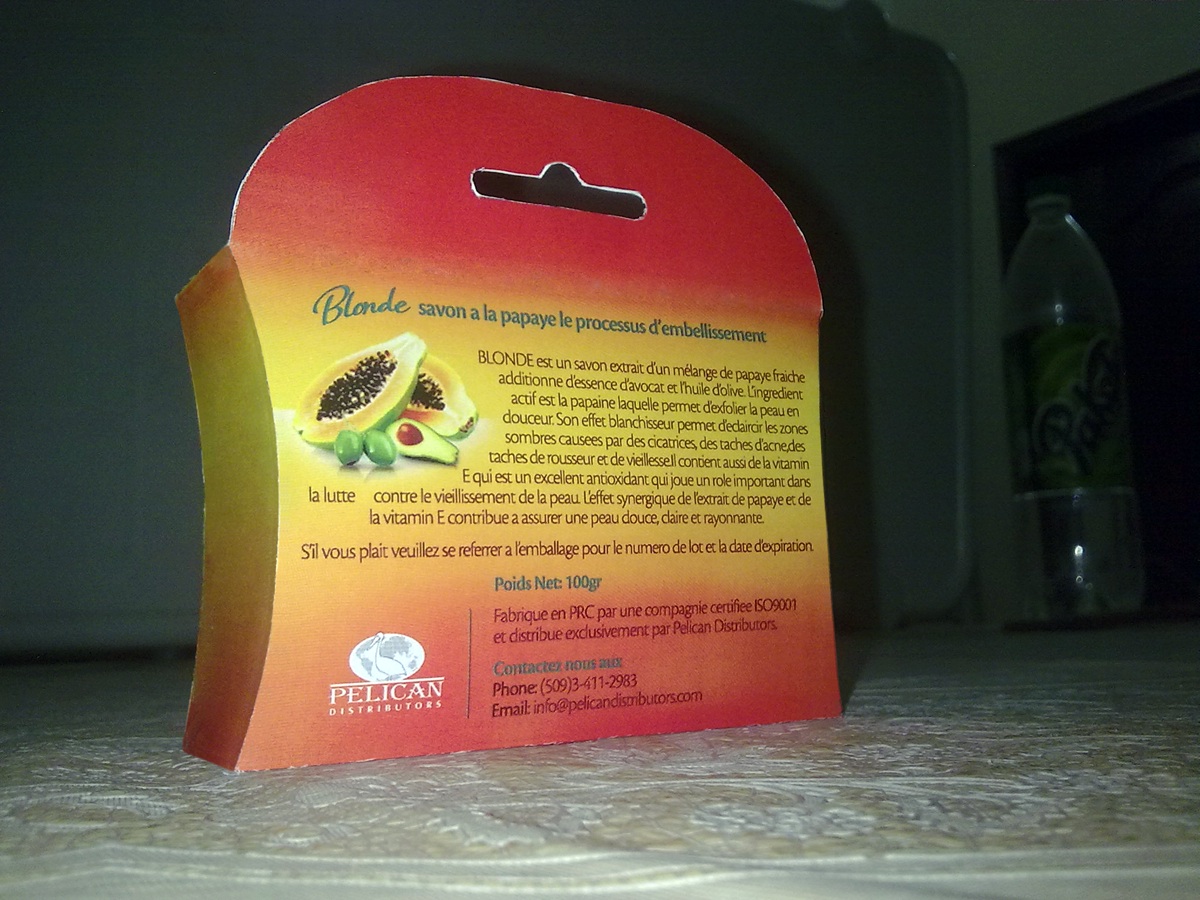 Blonde savon a la papaye le processus d'embellissement
BLONDE est un savon extrait d'un mélange de papaye fraiche
additionne d'essence d'avocat et l'huile d'olive. L'ingredient
actif est la papaine laquelle permet d'exfolier la peau en
douceur. Son effet blanchisseur permet d'eclaircir les zones
sombres causees par des cicatrices, des taches d'acne,des
taches de rousseur et de vieillesse.Il contient aussi de la vitamin
E qui est un excellent antioxidant qui joue un role important dans
la lutte contre le vieillissement de la peau. L'effet synergique de l'extrait de papaye et de
la vitamin E contribue a assurer une peau douce, claire et rayonnante.
S'il vous plait veuillez se referrer a l'emballage pour le numero de lot et la date d'expiration.
Poids Net: 100gr
Fabrique en PRC par une compagnie certifiee ISO9001
et distribue exclusivement par Pelican Distributors.
Contactez nous aux
Phone: (509)3-411-2983
Email: info@pelicandistributors.com
PELICAN
DISTRIBUTORS